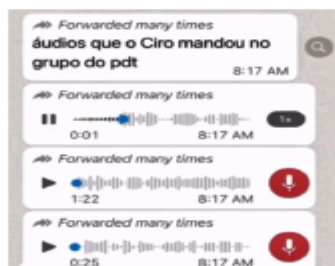 Forwarded many times
áudios que o Ciro mandou no
grupo do pdt
8:17 AM
Forwarded many times
1x
0:01 8:17 AM
Forwarded many times
1:22 8:17 AM
Forwarded many times
0:25 8:17 AM